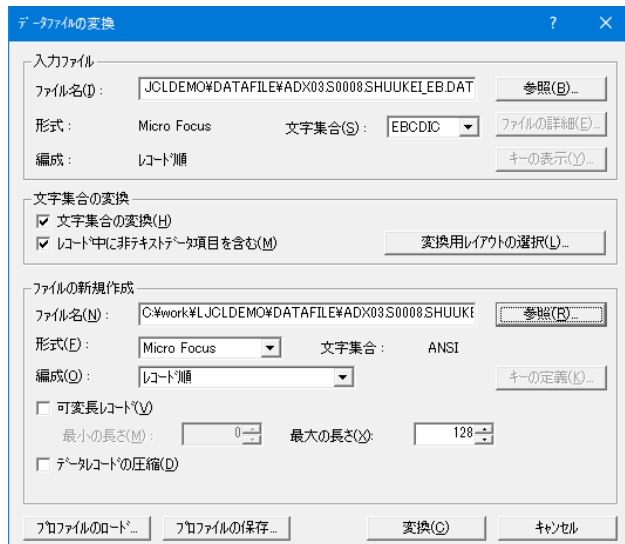 ﾃﾞｰﾀﾌｧｲﾙの変換 ? ×
入力ファイル
ﾌｧｲﾙ名(I): JCLDEMO¥DATAFILE¥ADX03.S0008.SHUUKEI_EB.DAT 参照(B)...
形式: Micro Focus 文字集合(S): EBCDIC ﾌｧｲﾙの詳細(E)...
編成: ﾚｺｰﾄﾞ順 キーの表示(Y)...
文字集合の変換
文字集合の変換(H)
ﾚｺｰﾄﾞ中に非ﾃｷｽﾄﾃﾞｰﾀ項目を含む(M) 変換用ﾚｲｱｳﾄの選択(L)...
ﾌｧｲﾙの新規作成
ﾌｧｲﾙ名(N): C:¥work¥LJCLDEMO¥DATAFILE¥ADX03.S0008.SHUUKE 参照(R)...
形式(F): Micro Focus 文字集合: ANSI
編成(O): ﾚｺｰﾄﾞ順 キーの定義(K)...
可変長ﾚｺｰﾄﾞ(V)
最小の長さ(M): 0 最大の長さ(X): 128
ﾃﾞｰﾀﾚｺｰﾄﾞの圧縮(D)
ﾌﾟﾛﾌｧｲﾙのﾛｰﾄﾞ... ﾌﾟﾛﾌｧｲﾙの保存... 変換(C) ｷｬﾝｾﾙ